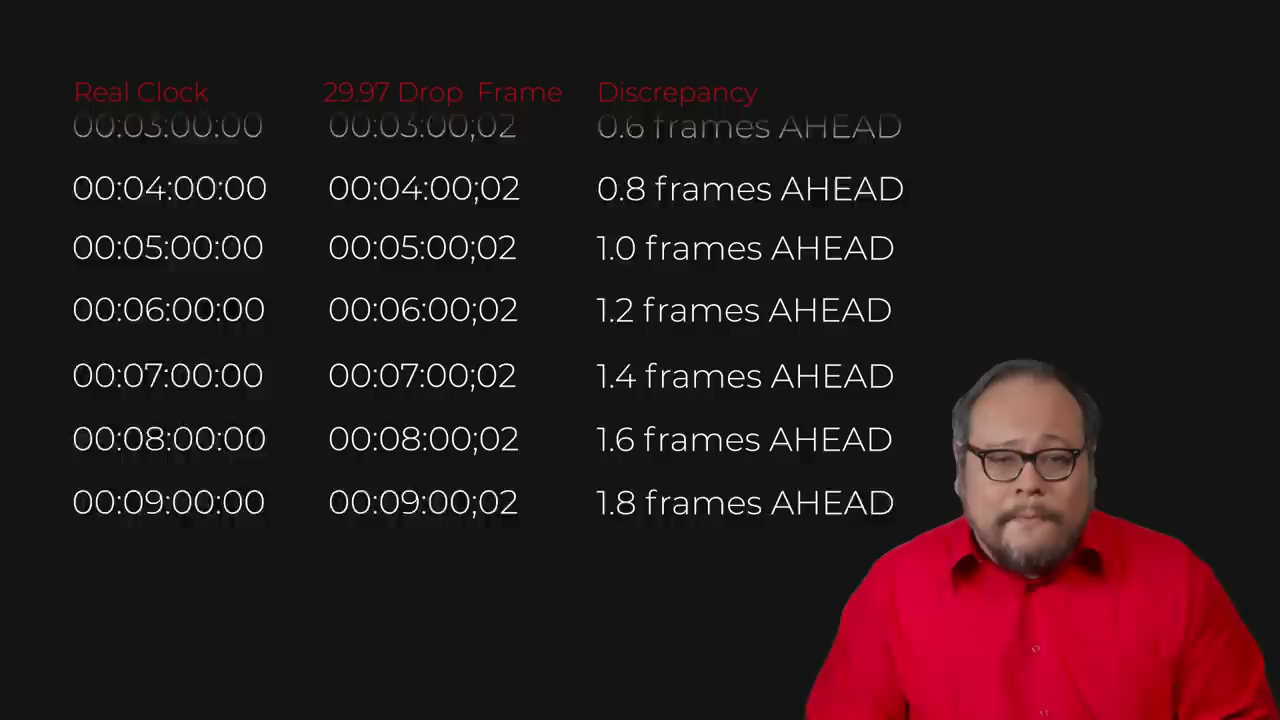 Real Clock 29.97 Drop Frame Discrepancy
00:03:00:00 00:03:00;02 0.6 frames AHEAD
00:04:00:00 00:04:00;02 0.8 frames AHEAD
00:05:00:00 00:05:00;02 1.0 frames AHEAD
00:06:00:00 00:06:00;02 1.2 frames AHEAD
00:07:00:00 00:07:00;02 1.4 frames AHEAD
00:08:00:00 00:08:00;02 1.6 frames AHEAD
00:09:00:00 00:09:00;02 1.8 frames AHEAD